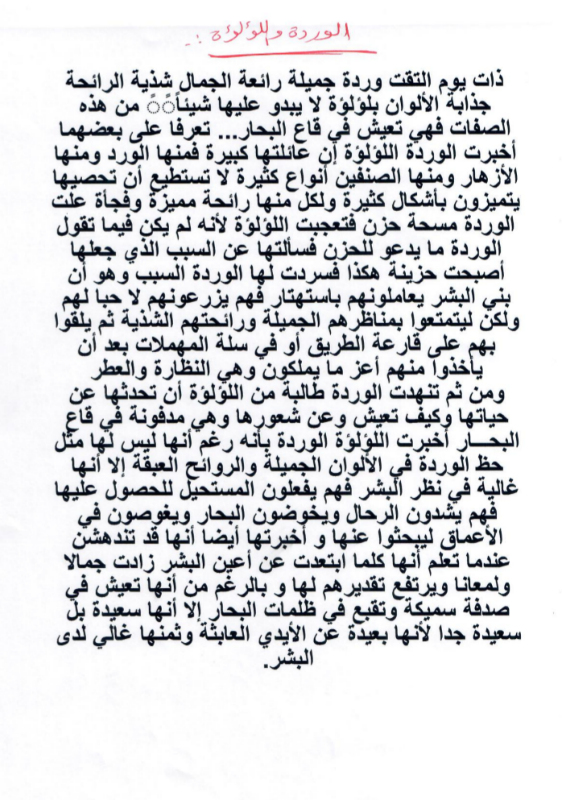 الوردة واللؤلؤة :.
ذات يوم التقت وردة جميلة رائعة الجمال شذية الرائحة
جذابة الألوان بلؤلؤة لا يبدو عليها شيئاًً من هذه
الصفات فهي تعيش في قاع البحار... تعرفا على بعضهما
أخبرت الوردة اللؤلؤة إن عائلتها كبيرة فمنها الورد ومنها
الأزهار ومنها الصنفين أنواع كثيرة لا تستطيع أن تحصيها
يتميزون بأشكال كثيرة ولكل منها رائحة مميزة وفجأة علت
الوردة مسحة حزن فتعجبت اللؤلؤة لأنه لم يكن فيما تقول
الوردة ما يدعو للحزن فسألتها عن السبب الذي جعلها
أصبحت حزينة هكذا فسردت لها الوردة السبب وهو أن
بني البشر يعاملونهم باستهتار فهم يزرعونهم لا حبا لهم
ولكن ليتمتعوا بمناظرهم الجميلة ورائحتهم الشذية ثم يلقوا
بهم على قارعة الطريق أو في سلة المهملات بعد أن
يأخذوا منهم أعز ما يملكون وهي النظارة والعطر
ومن ثم تنهدت الوردة طالبة من اللؤلؤة أن تحدثها عن
حياتها وكيف تعيش وعن شعورها وهي مدفونة في قاع
البحـــار أخبرت اللؤلؤة الوردة بأنه رغم أنها ليس لها مثل
حظ الوردة في الألوان الجميلة والروائح العبقة إلا أنها
غالية في نظر البشر فهم يفعلون المستحيل للحصول عليها
فهم يشدون الرحال ويخوضون البحار ويغوصون في
الأعماق ليبحثوا عنها و أخبرتها أيضا أنها قد تندهشن
عندما تعلم أنها كلما ابتعدت عن أعين البشر زادت جمالا
ولمعانا ويرتفع تقديرهم لها و بالرغم من أنها تعيش في
صدفة سميكة وتقبع في ظلمات البحار إلا أنها سعيدة بل
سعيدة جدا لأنها بعيدة عن الأيدي العابثة وثمنها غالي لدى
البشر.